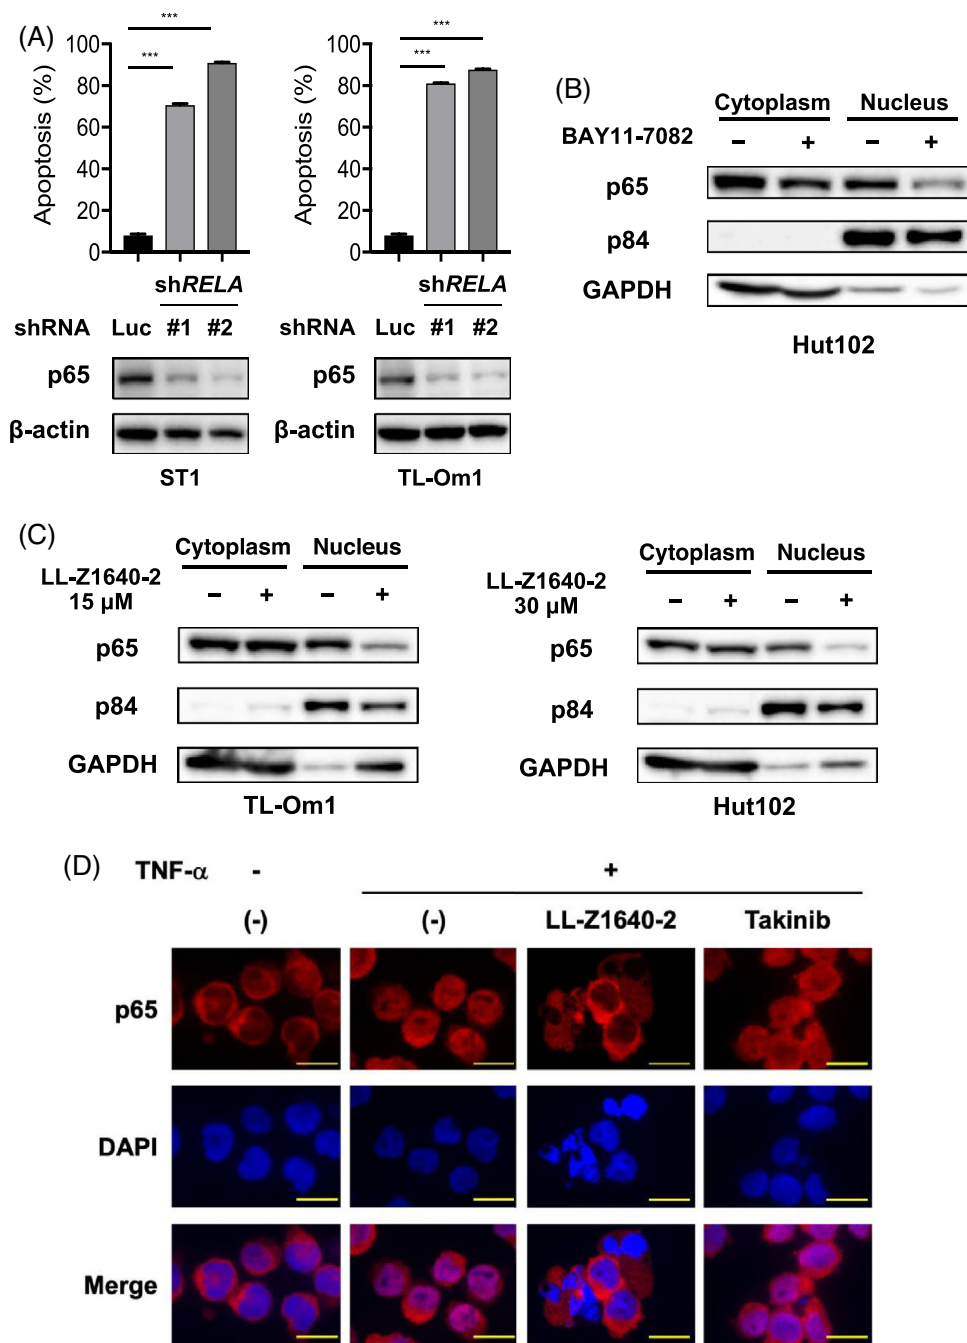 (A)
***
***
100
80
60
40
20
0
Apoptosis (%)
shRELA
shRNA Luc #1 #2
p65
β-actin
ST1
***
***
100
80
60
40
20
0
Apoptosis (%)
shRELA
shRNA Luc #1 #2
p65
β-actin
TL-Om1
(B)
Cytoplasm Nucleus
BAY11-7082 – + – +
p65
p84
GAPDH
Hut102
(C)
Cytoplasm Nucleus
LL-Z1640-2
15 µM – + – +
p65
p84
GAPDH
TL-Om1
Cytoplasm Nucleus
LL-Z1640-2
30 µM – + – +
p65
p84
GAPDH
Hut102
(D)
TNF-α - +
(-) (-) LL-Z1640-2 Takinib
p65
DAPI
Merge